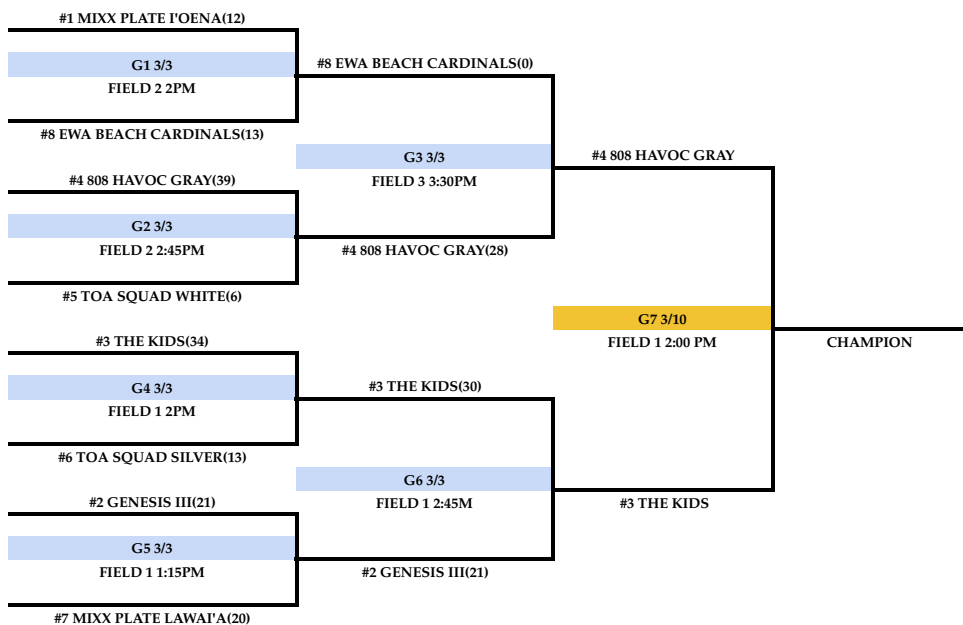 #1 MIXX PLATE I'OENA(12)
G1 3/3
FIELD 2 2PM
#8 EWA BEACH CARDINALS(13)
#8 EWA BEACH CARDINALS(0)
#4 808 HAVOC GRAY(39)
G2 3/3
FIELD 2 2:45PM
#5 TOA SQUAD WHITE(6)
G3 3/3
FIELD 3 3:30PM
#4 808 HAVOC GRAY(28)
#4 808 HAVOC GRAY
#3 THE KIDS(34)
G4 3/3
FIELD 1 2PM
#6 TOA SQUAD SILVER(13)
#3 THE KIDS(30)
#2 GENESIS III(21)
G5 3/3
FIELD 1 1:15PM
#7 MIXX PLATE LAWAI'A(20)
G6 3/3
FIELD 1 2:45M
#2 GENESIS III(21)
#3 THE KIDS
G7 3/10
FIELD 1 2:00 PM
CHAMPION